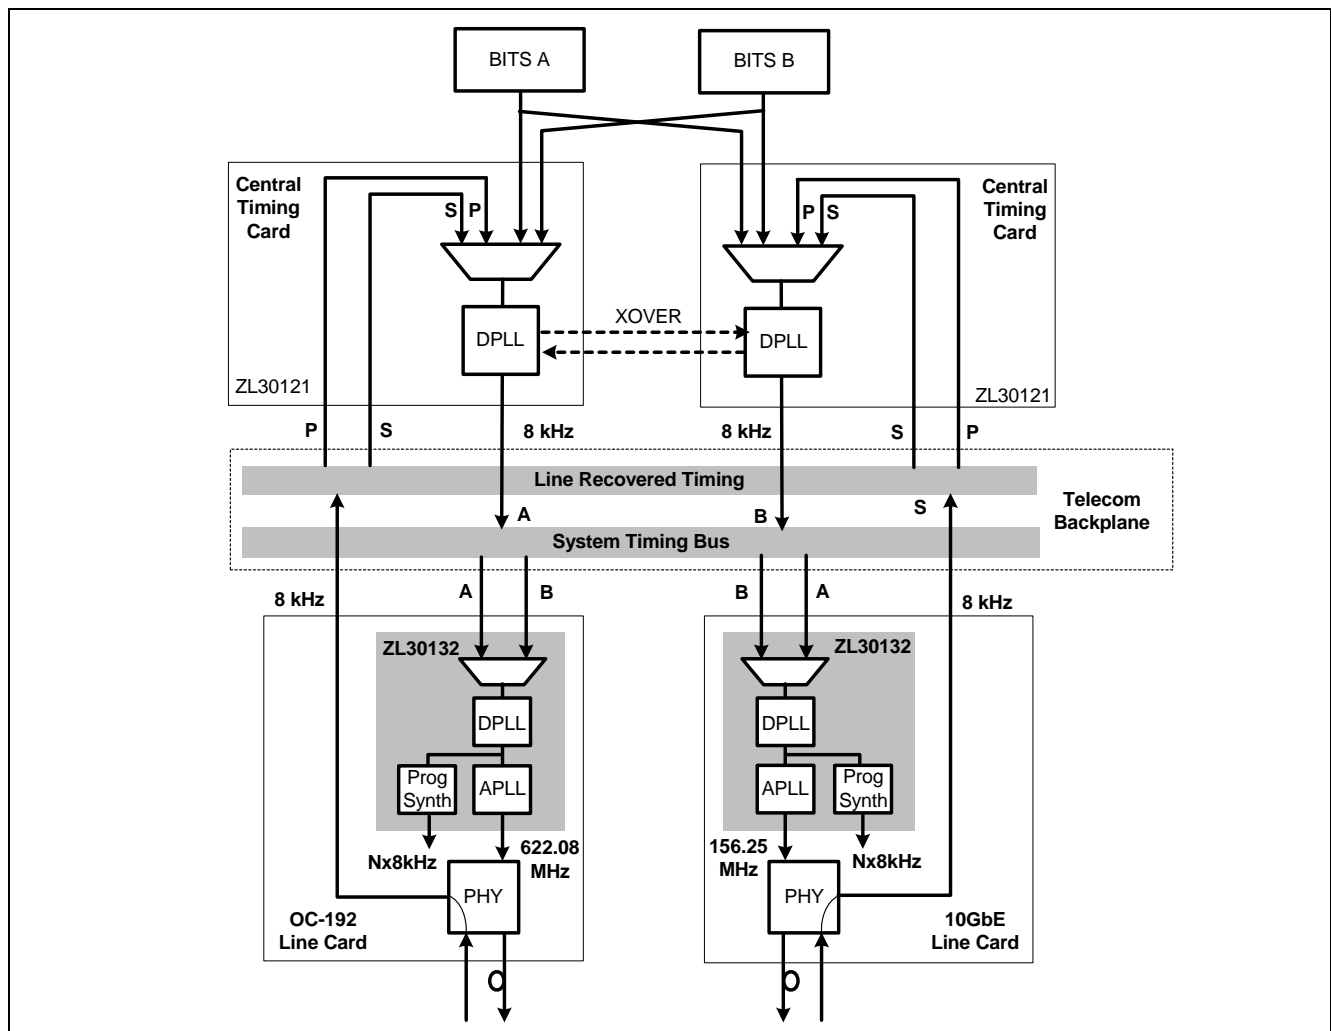 BITS A
BITS B
Central
Timing
Card
S P
P S
Central
Timing
Card
XOVER
DPLL
DPLL
ZL30121
ZL30121
P
S
8 kHz
8 kHz
S
P
Line Recovered Timing
Telecom
Backplane
A
B
S
System Timing Bus
8 kHz
A
B
B
A
8 kHz
ZL30132
ZL30132
DPLL
DPLL
Prog
Synth
APLL
APLL
Prog
Synth
Nx8kHz
622.08
MHz
156.25
MHz
Nx8kHz
PHY
PHY
OC-192
Line Card
10GbE
Line Card